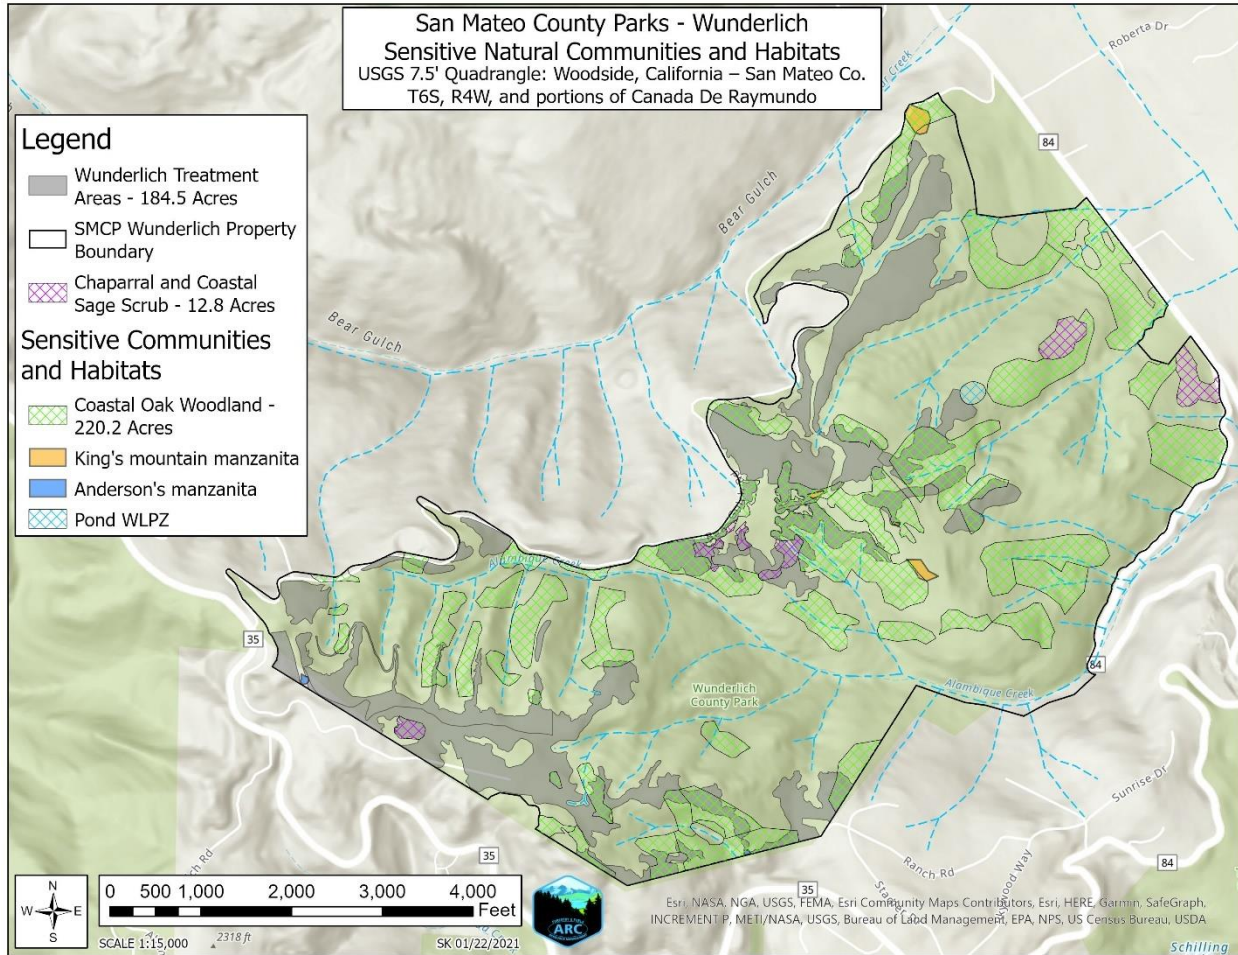 San Mateo County Parks - Wunderlich
Sensitive Natural Communities and Habitats
USGS 7.5' Quadrangle: Woodside, California – San Mateo Co.
T6S, R4W, and portions of Canada De Raymundo
Creek
Roberta Dr
84
Legend
Wunderlich Treatment
Areas - 184.5 Acres
SMCP Wunderlich Property
Boundary
Chaparral and Coastal
Sage Scrub - 12.8 Acres
Sensitive Communities
and Habitats
Coastal Oak Woodland -
220.2 Acres
King's mountain manzanita
Anderson's manzanita
Pond WLPZ
Bear Gulch
Bear Gulch
Alambique Creek
35
84
Wunderlich
County Park
Alambique Creek
Sunrise Dr
35
84
Ranch Rd
35
N
W E
S
0 500 1,000 2,000 3,000 4,000
Feet
SCALE 1:15,000
2318 ft
SK 01/22/2021
ARC
Esri, NASA, NGA, USGS, FEMA, Esri Community Maps Contributors, Esri, HERE, Garmin, SafeGraph,
INCREMENT P, METI/NASA, USGS, Bureau of Land Management, EPA, NPS, US Census Bureau, USDA
Schilling